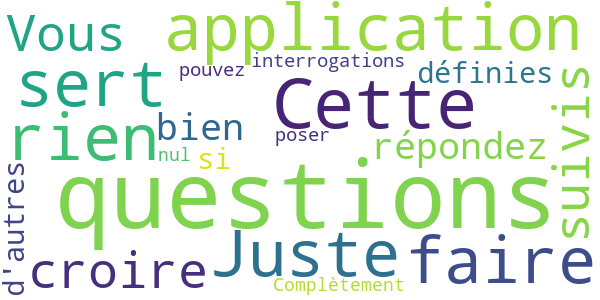 Vous application
sert pouvez interrogations définies
Cette
rien bien poser répondez suivis
nul si
d'autres questions
croire Juste faire
Complètement